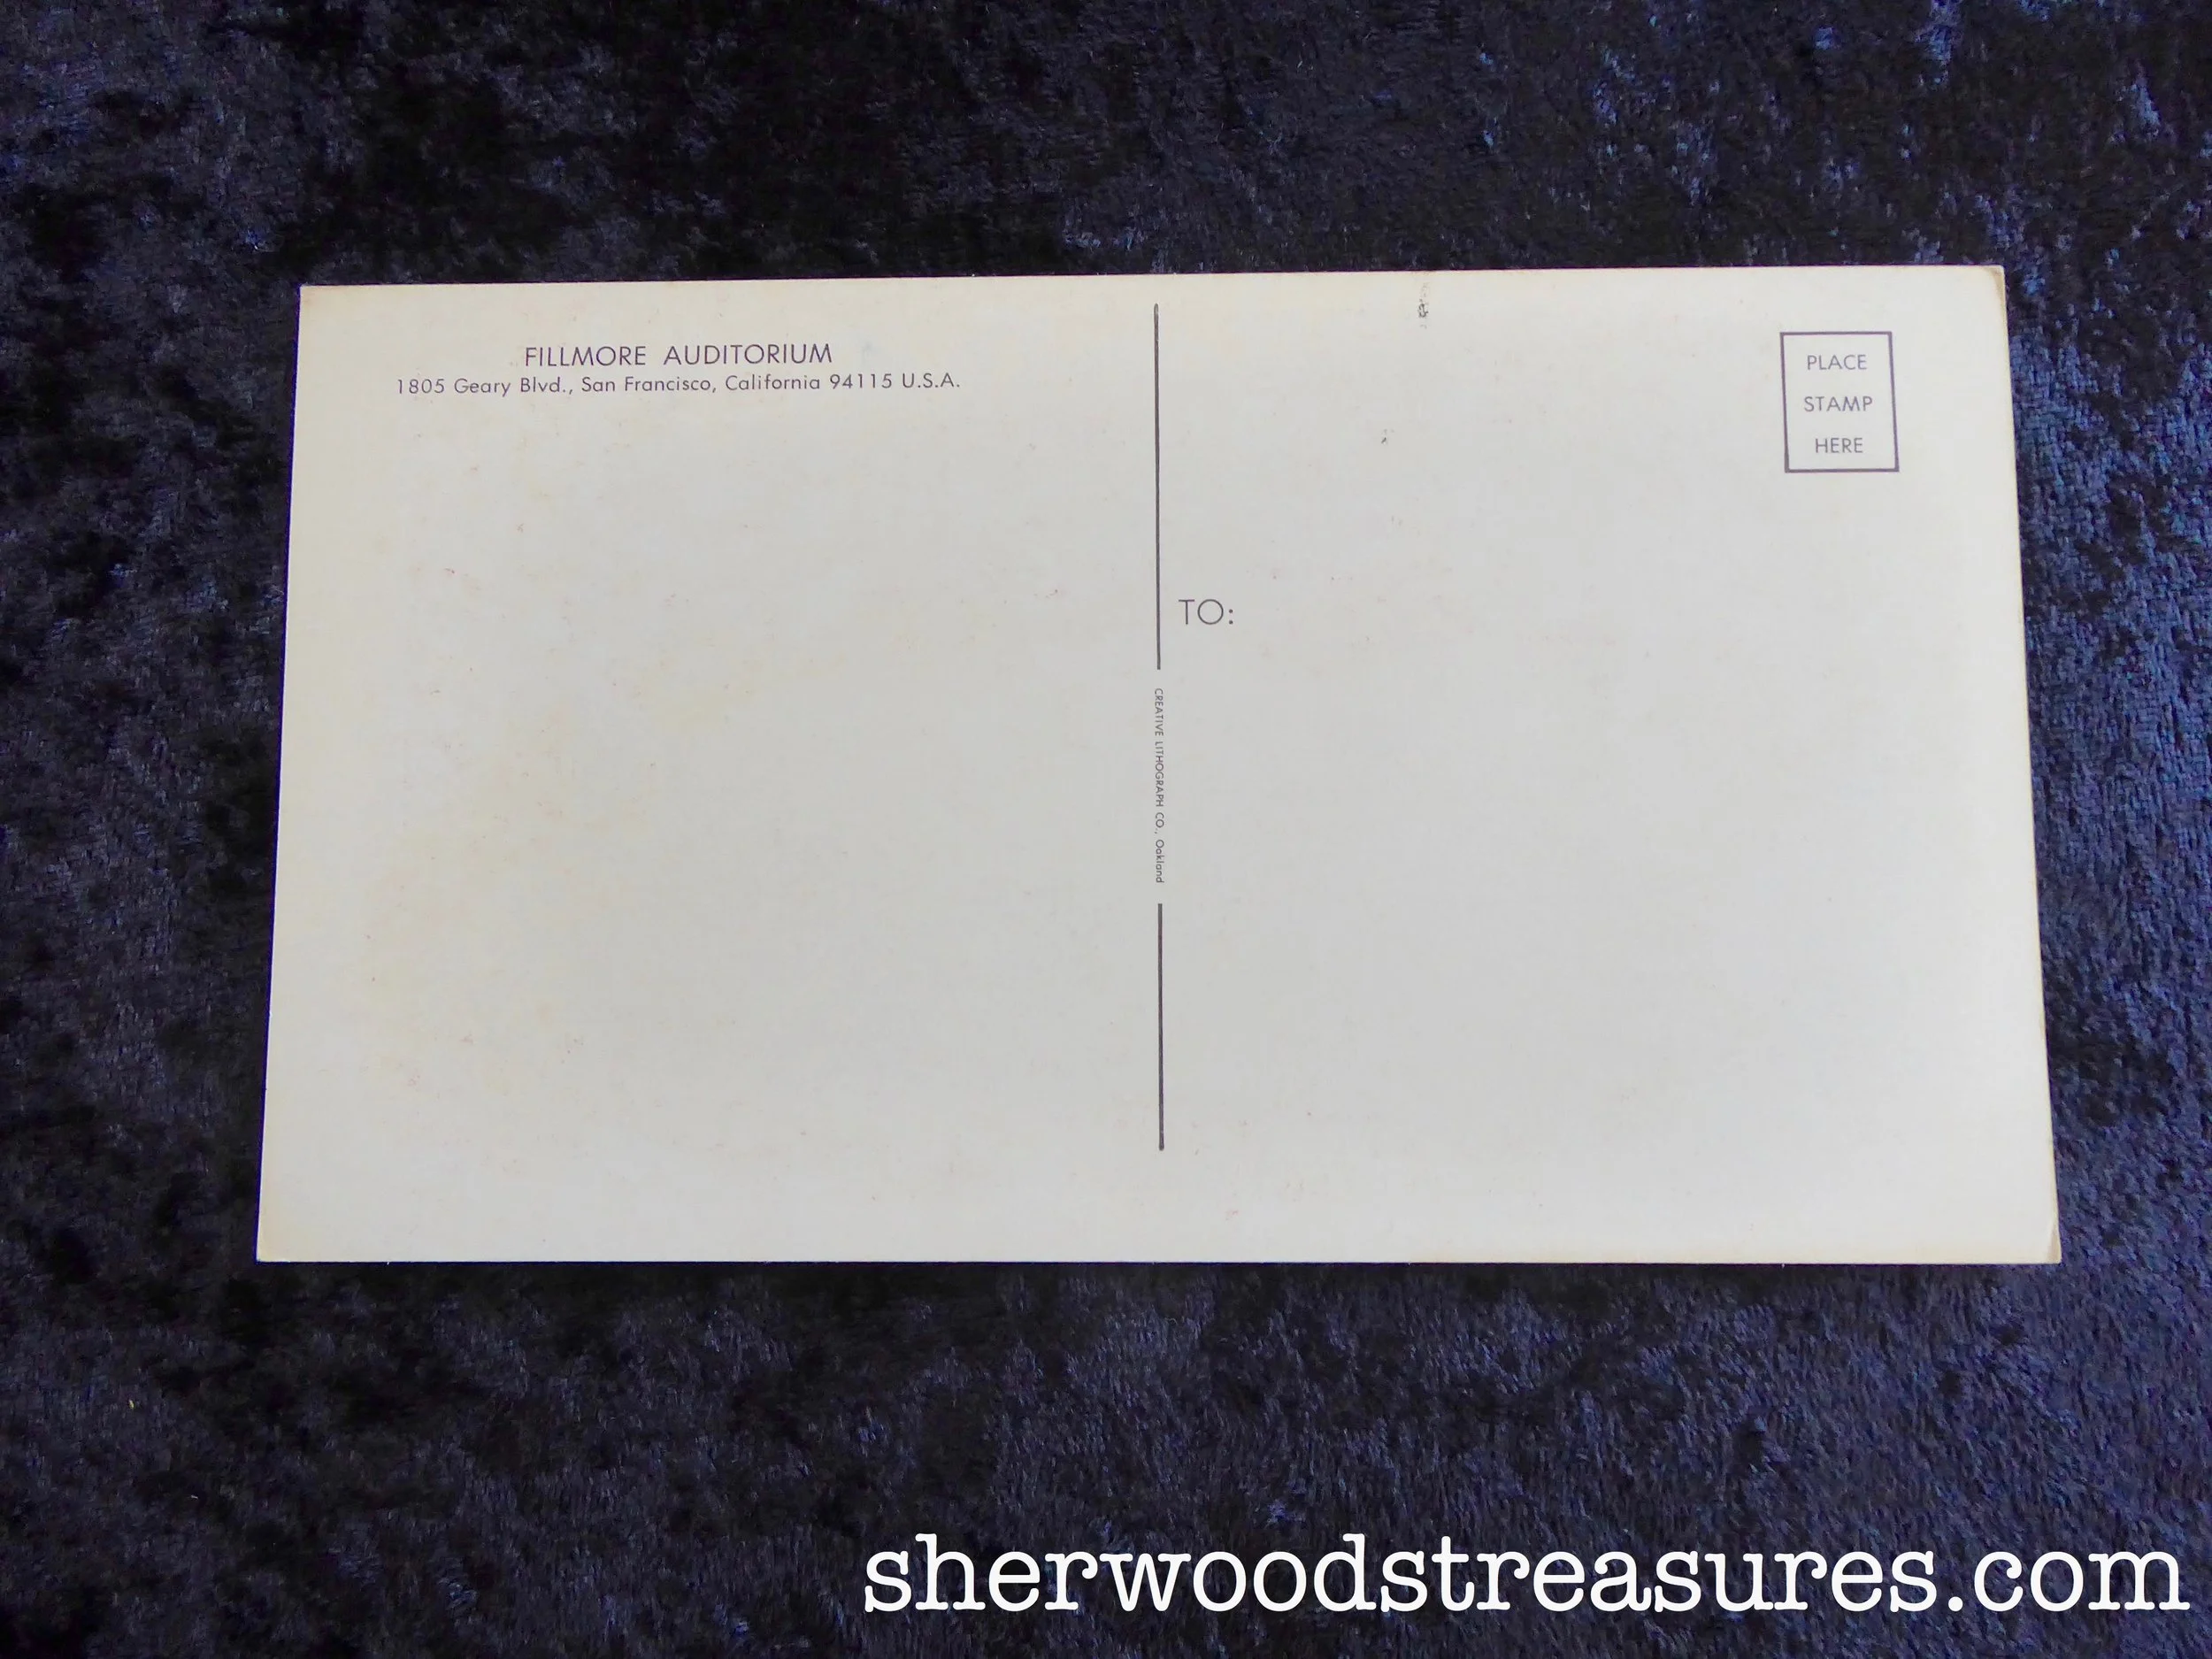 FILLMORE AUDITORIUM
1805 Geary Blvd., San Francisco, California 94115 U.S.A.
PLACE
STAMP
HERE
TO:
CREATIVE LITHOGRAPH CO., Oakland
sherwoodstreasures.com